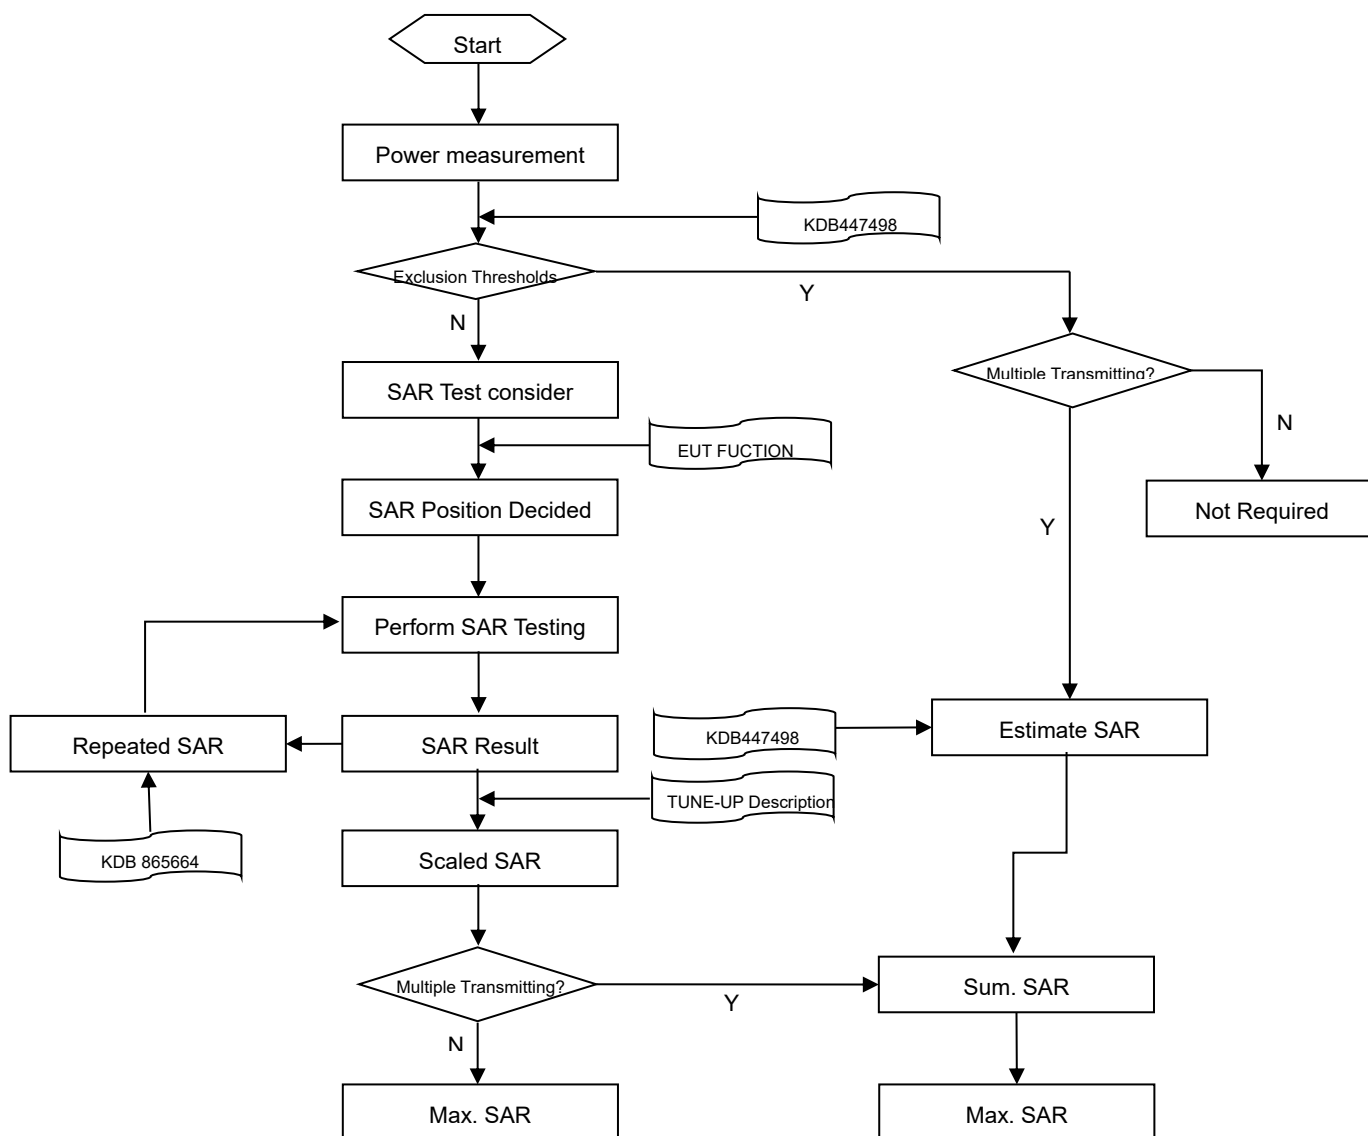 Start
Power measurement
KDB447498
Exclusion Thresholds
Y
N
Multiple Transmitting?
SAR Test consider
N
EUT FUCTION
SAR Position Decided
Not Required
Y
Perform SAR Testing
Repeated SAR
SAR Result
KDB447498
Estimate SAR
TUNE-UP Description
KDB 865664
Scaled SAR
Multiple Transmitting?
Y
Sum. SAR
N
Max. SAR
Max. SAR